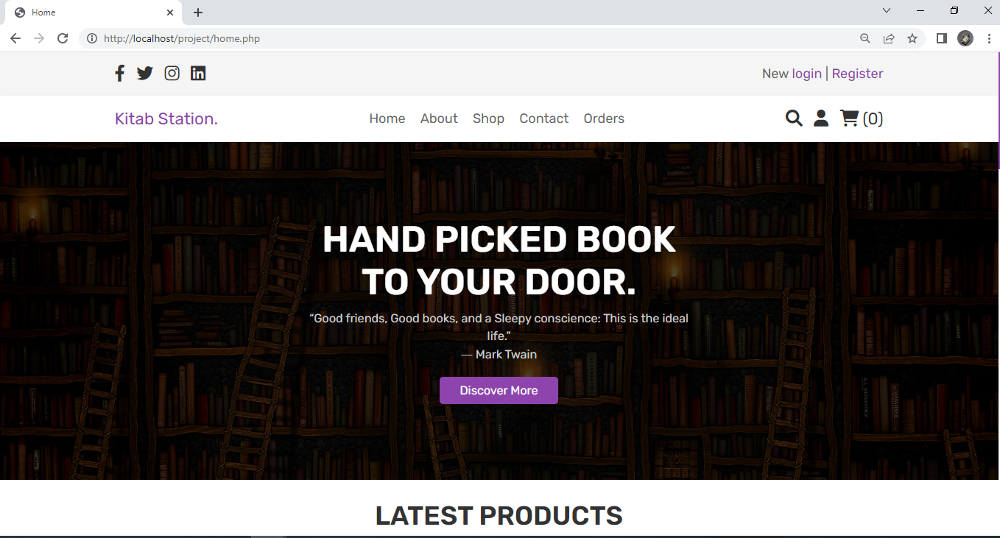 Home
http://localhost/project/home.php
New login | Register
Kitab Station.
Home About Shop Contact Orders
(0)
HAND PICKED BOOK
TO YOUR DOOR.
“Good friends, Good books, and a Sleepy conscience: This is the ideal
life.”
― Mark Twain
Discover More
LATEST PRODUCTS